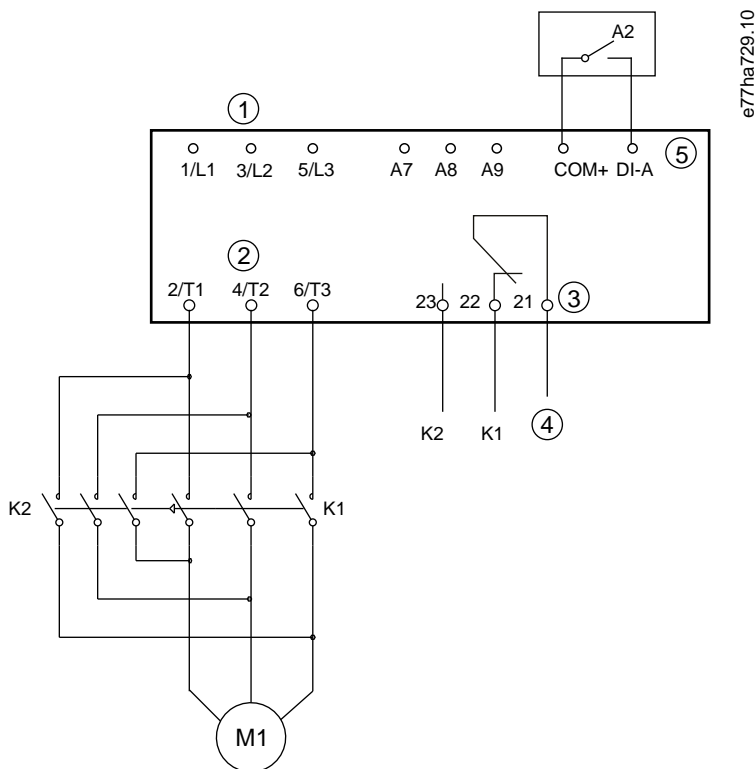 e77ha729.10
A2
1
5
1/L1 3/L2 5/L3 A7 A8 A9 COM+ DI-A
2
2/T1 4/T2 6/T3
23 22 21 3
K2 K1 4
K2 K1
M1